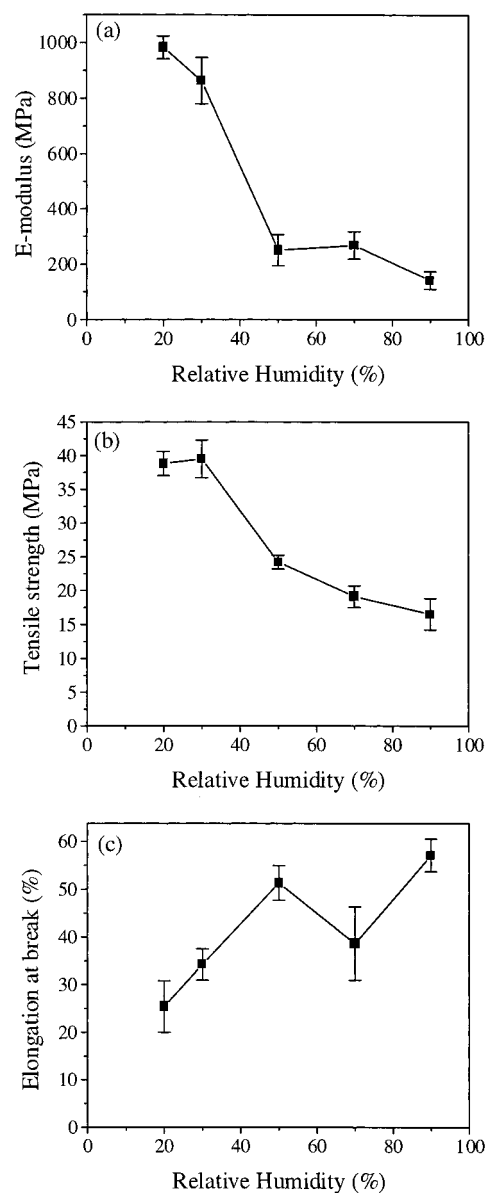 (a)
1000
800
600
400
200
0
E-modulus (MPa)
0 20 40 60 80 100
Relative Humidity (%)
(b)
45
40
35
30
25
20
15
10
5
0
Tensile strength (MPa)
0 20 40 60 80 100
Relative Humidity (%)
(c)
60
50
40
30
20
10
0
Elongation at break (%)
0 20 40 60 80 100
Relative Humidity (%)